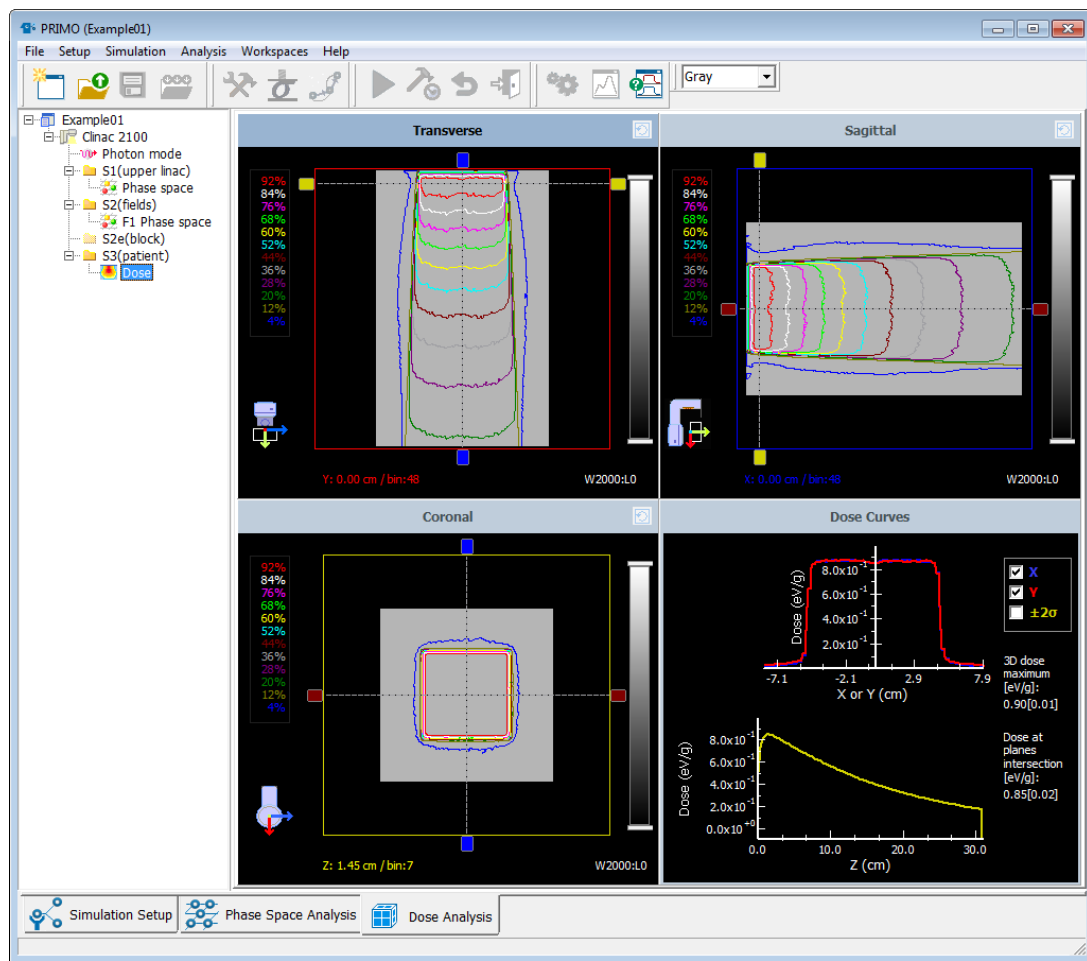 PRIMO (Example01)
File Setup Simulation Analysis Workspaces Help
Gray
Example01
Clinac 2100
Photon mode
S1(upper linac)
Phase space
S2(fields)
F1 Phase space
S2e(block)
S3(patient)
Dose
Transverse
92%
84%
76%
68%
60%
52%
44%
36%
28%
20%
12%
4%
Y: 0.00 cm / bin:48
W2000:L0
Sagittal
92%
84%
76%
68%
60%
52%
44%
36%
28%
20%
12%
4%
X: 0.00 cm / bin:48
W2000:L0
Coronal
92%
84%
76%
68%
60%
52%
44%
36%
28%
20%
12%
4%
Z: 1.45 cm / bin:7
W2000:L0
Dose Curves
Dose (eV/g)
8.0x10⁻¹
6.0x10⁻¹
4.0x10⁻¹
2.0x10⁻¹
-7.1 -2.1 2.9 7.9
X or Y (cm)
X
Y
±2σ
3D dose
maximum
[eV/g]:
0.90[0.01]
Dose at
planes
intersection
[eV/g]:
0.85[0.02]
Dose (eV/g)
8.0x10⁻¹
6.0x10⁻¹
4.0x10⁻¹
2.0x10⁻¹
0.0x10⁺⁰
0.0 10.0 20.0 30.0
Z (cm)
Simulation Setup
Phase Space Analysis
Dose Analysis